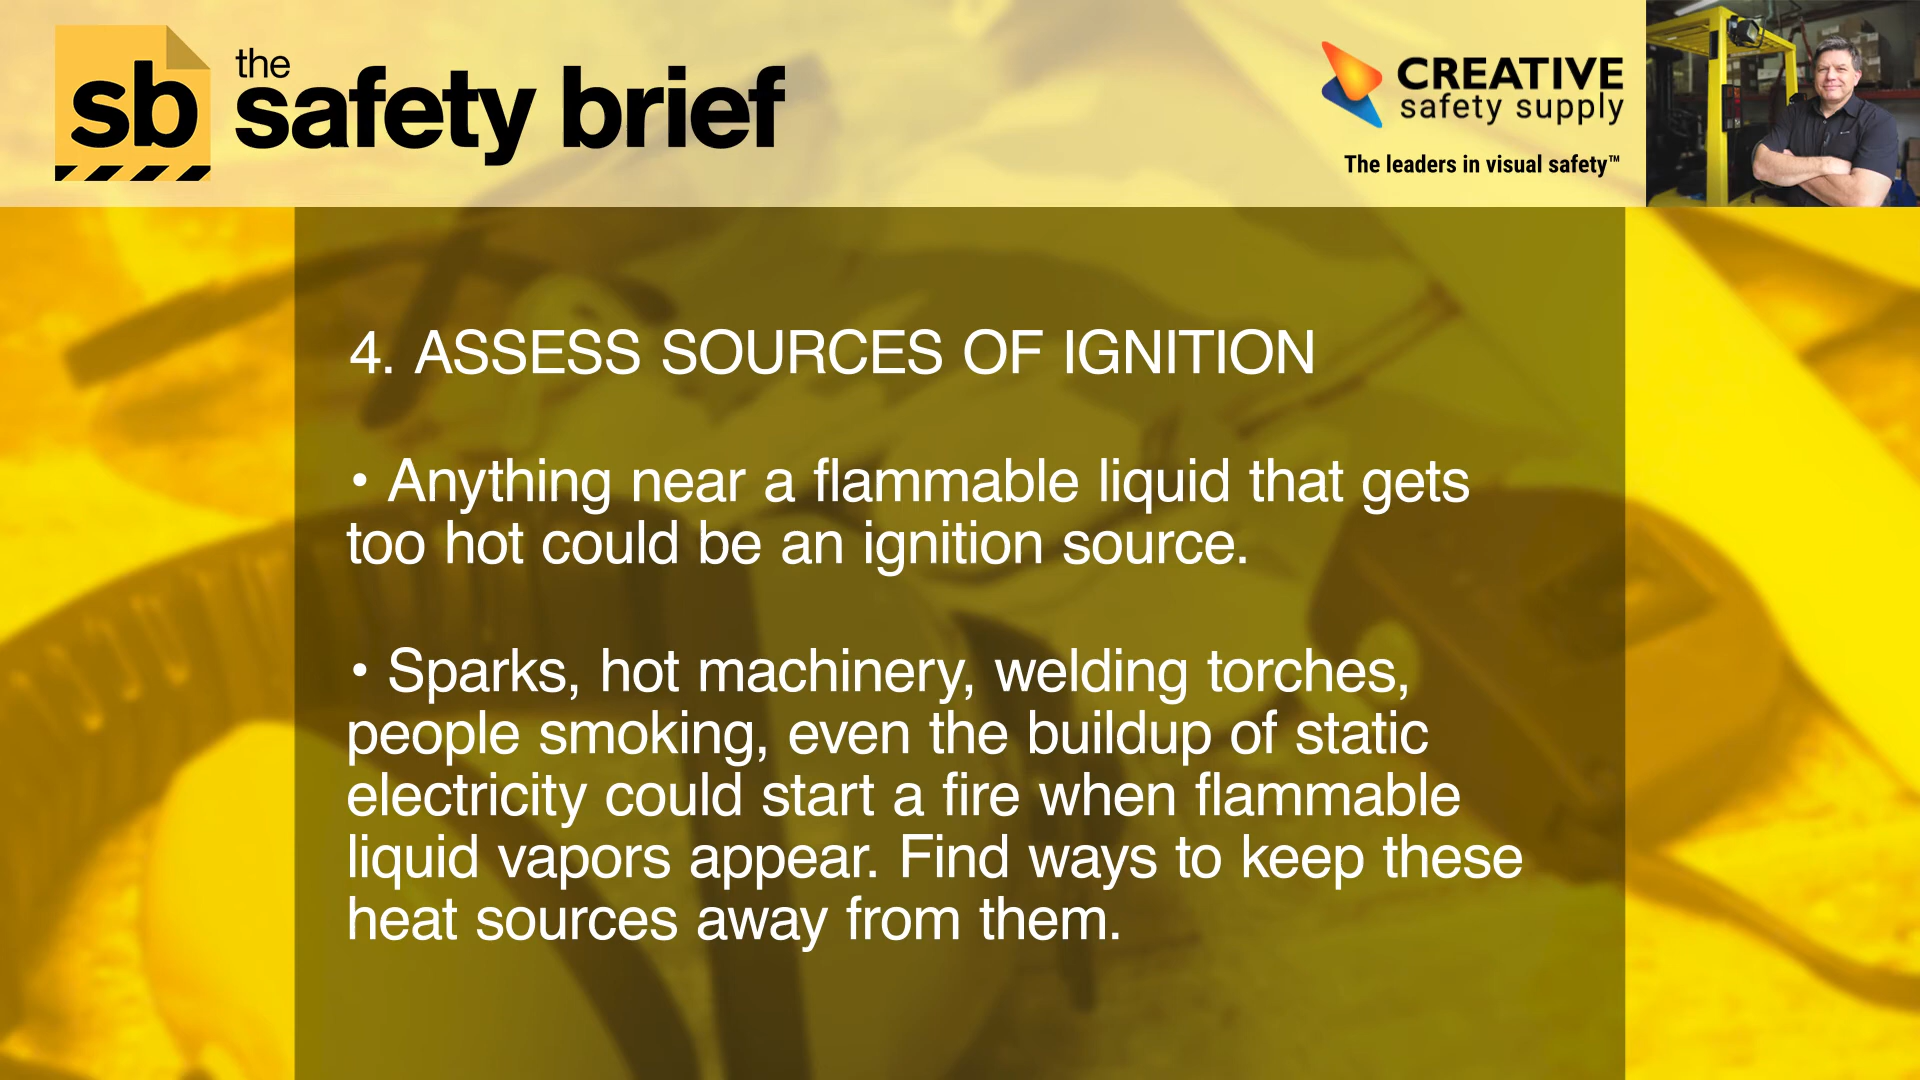 sb
the
safety brief
CREATIVE
safety supply
The leaders in visual safety™
4. ASSESS SOURCES OF IGNITION
• Anything near a flammable liquid that gets
too hot could be an ignition source.
• Sparks, hot machinery, welding torches,
people smoking, even the buildup of static
electricity could start a fire when flammable
liquid vapors appear. Find ways to keep these
heat sources away from them.